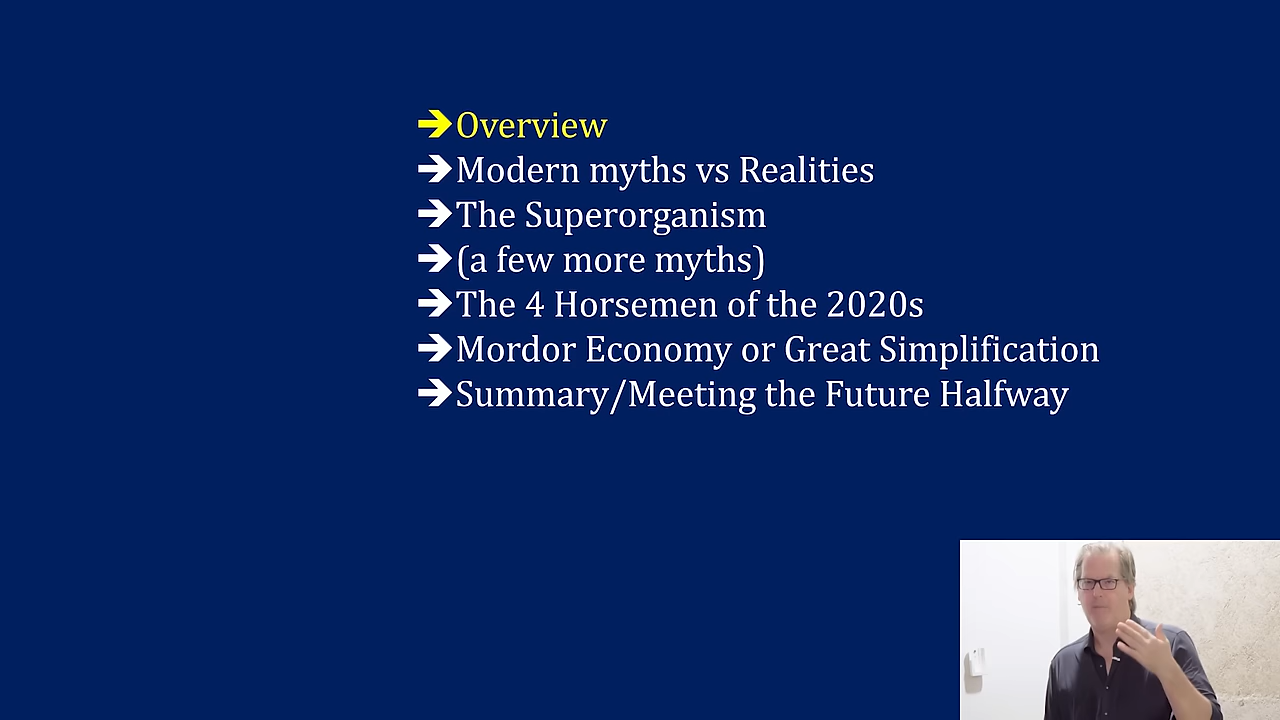 ➔Overview
➔Modern myths vs Realities
➔The Superorganism
➔(a few more myths)
➔The 4 Horsemen of the 2020s
➔Mordor Economy or Great Simplification
➔Summary/Meeting the Future Halfway